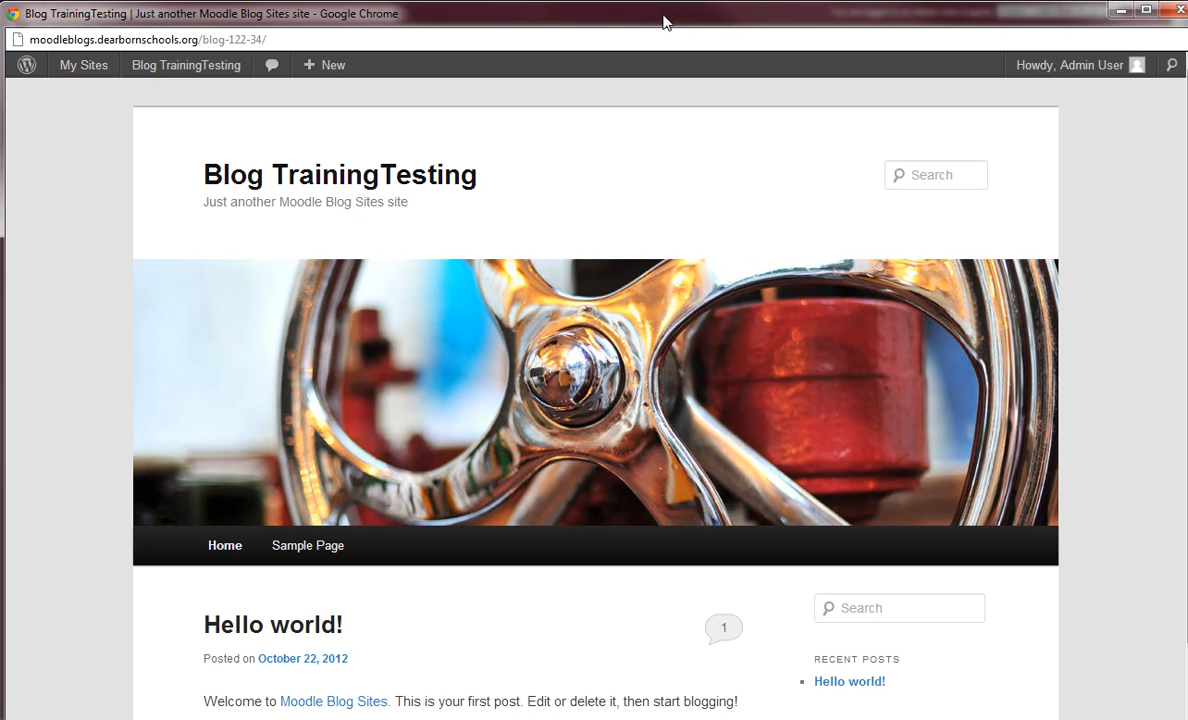 Blog TrainingTesting | Just another Moodle Blog Sites site - Google Chrome
moodleblogs.dearbornschools.org/blog-122-34/
My Sites Blog TrainingTesting New Howdy, Admin User
Blog TrainingTesting
Search
Just another Moodle Blog Sites site
Home Sample Page
Search
Hello world!
1
Posted on October 22, 2012
RECENT POSTS
Hello world!
Welcome to Moodle Blog Sites. This is your first post. Edit or delete it, then start blogging!